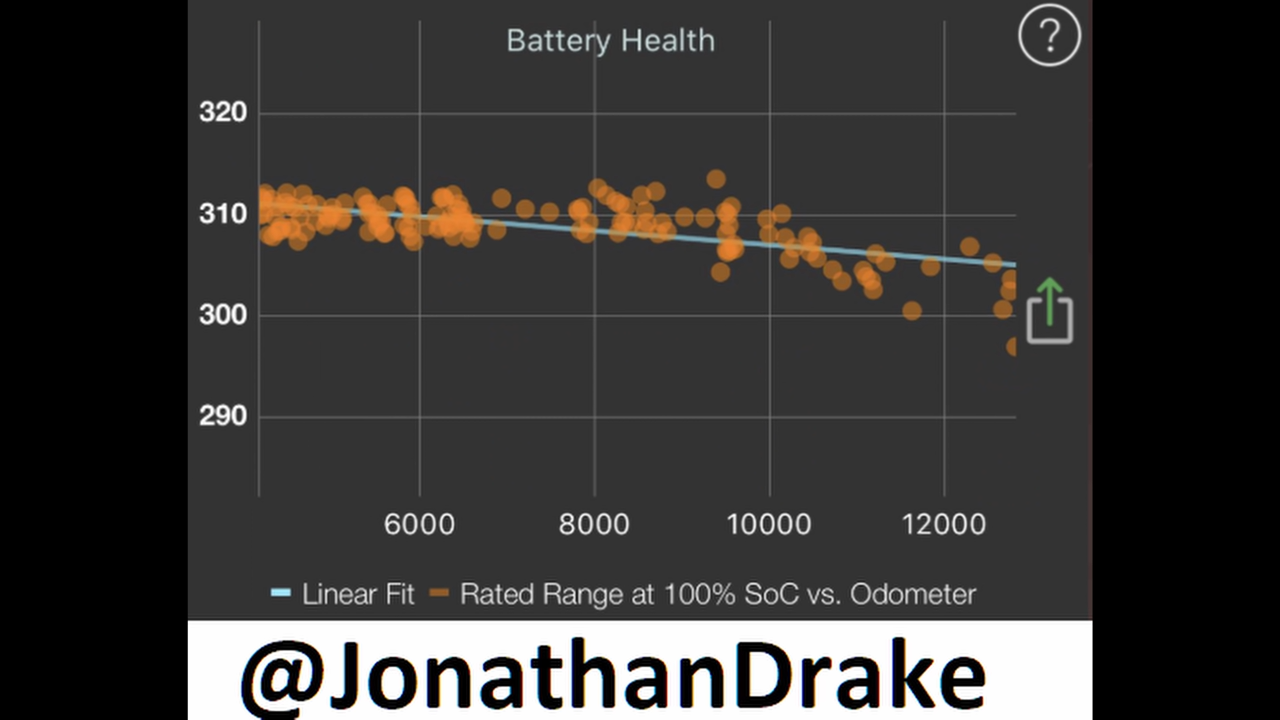 Battery Health
?
320
310
300
290
6000 8000 10000 12000
Linear Fit Rated Range at 100% SoC vs. Odometer
@JonathanDrake